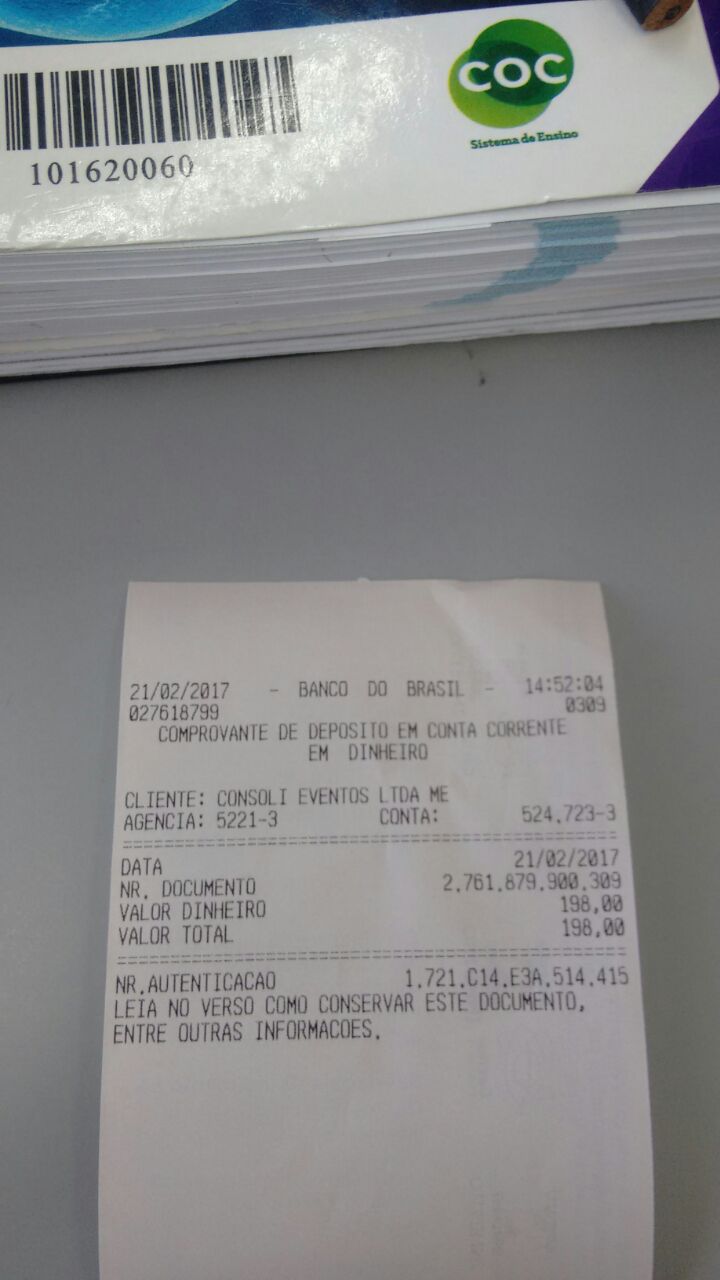 101620060
COC
Sistema de Ensino
21/02/2017 - BANCO DO BRASIL - 14:52:04
027618799 0309
COMPROVANTE DE DEPOSITO EM CONTA CORRENTE
EM DINHEIRO
CLIENTE: CONSOLI EVENTOS LTDA ME
AGENCIA: 5221-3 CONTA: 524.723-3
DATA 21/02/2017
NR. DOCUMENTO 2.761.879.900.309
VALOR DINHEIRO 198,00
VALOR TOTAL 198,00
NR.AUTENTICACAO 1.721.C14.E3A.514.415
LEIA NO VERSO COMO CONSERVAR ESTE DOCUMENTO,
ENTRE OUTRAS INFORMACOES.